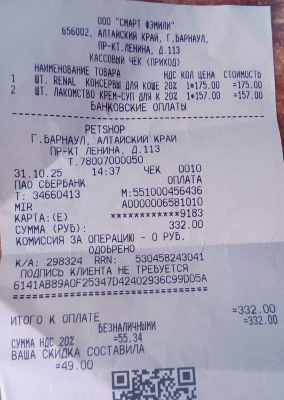 ООО "СМАРТ ФЭМИЛИ"
656002, АЛТАЙСКИЙ КРАЙ, Г.БАРНАУЛ,
ПР-КТ.ЛЕНИНА, Д.113
КАССОВЫЙ ЧЕК (ПРИХОД)
НАИМЕНОВАНИЕ ТОВАРА НДС КОЛ ЦЕНА СТОИМОСТЬ
1 ШТ. RENAL КОНСЕРВЫ ДЛЯ КОШЕ 20% 1*175.00 =175.00
2 ШТ. ЛАКОМСТВО КРЕМ-СУП ДЛЯ К 20% 1*157.00 =157.00
БАНКОВСКИЕ ОПЛАТЫ
PETSHOP
Г.БАРНАУЛ, АЛТАЙСКИЙ КРАЙ
ПР-КТ ЛЕНИНА, Д.113
Т.78007000050
31.10.25 14:37 ЧЕК 0010
ПАО СБЕРБАНК ОПЛАТА
Т: 34660413 М:551000456436
MIR A0000006581010
КАРТА:(E) ************9183
СУММА (РУБ): 332.00
КОМИССИЯ ЗА ОПЕРАЦИЮ - 0 РУБ.
ОДОБРЕНО
К/А: 298324 RRN: 530458243041
ПОДПИСЬ КЛИЕНТА НЕ ТРЕБУЕТСЯ
6141AB89A0F25347D42402936C99DD5A
ИТОГО К ОПЛАТЕ =332.00
БЕЗНАЛИЧНЫМИ =332.00
СУММА НДС 20% =55.34
ВАША СКИДКА СОСТАВИЛА
=49.00